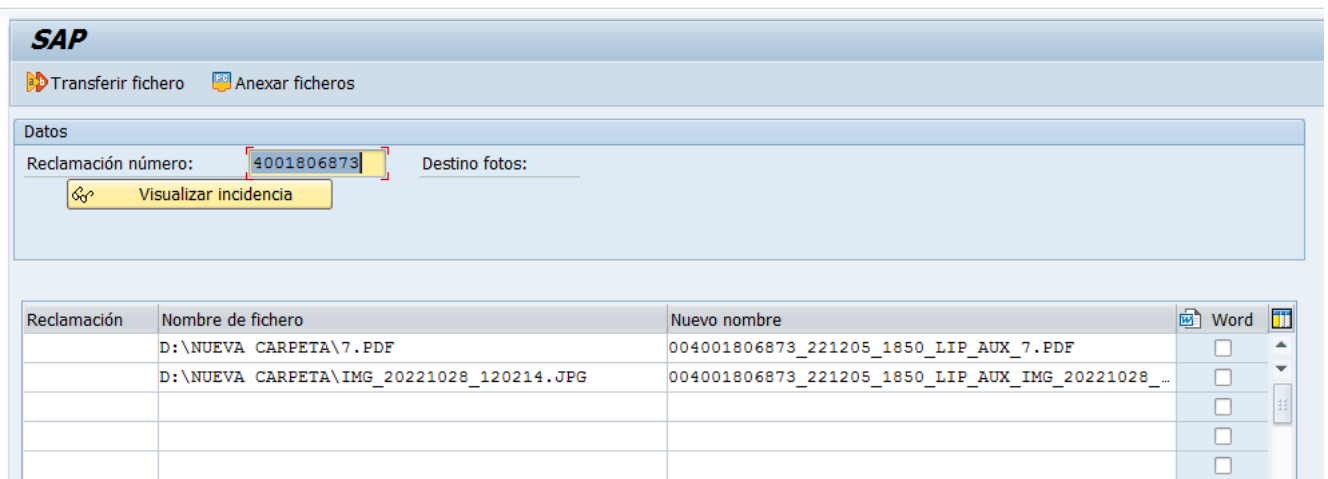 SAP
Transferir fichero Anexar ficheros
Datos
Reclamación número: 4001806873 Destino fotos:
Visualizar incidencia
Reclamación Nombre de fichero Nuevo nombre Word
D:\NUEVA CARPETA\7.PDF 004001806873_221205_1850_LIP_AUX_7.PDF
D:\NUEVA CARPETA\IMG_20221028_120214.JPG 004001806873_221205_1850_LIP_AUX_IMG_20221028_…